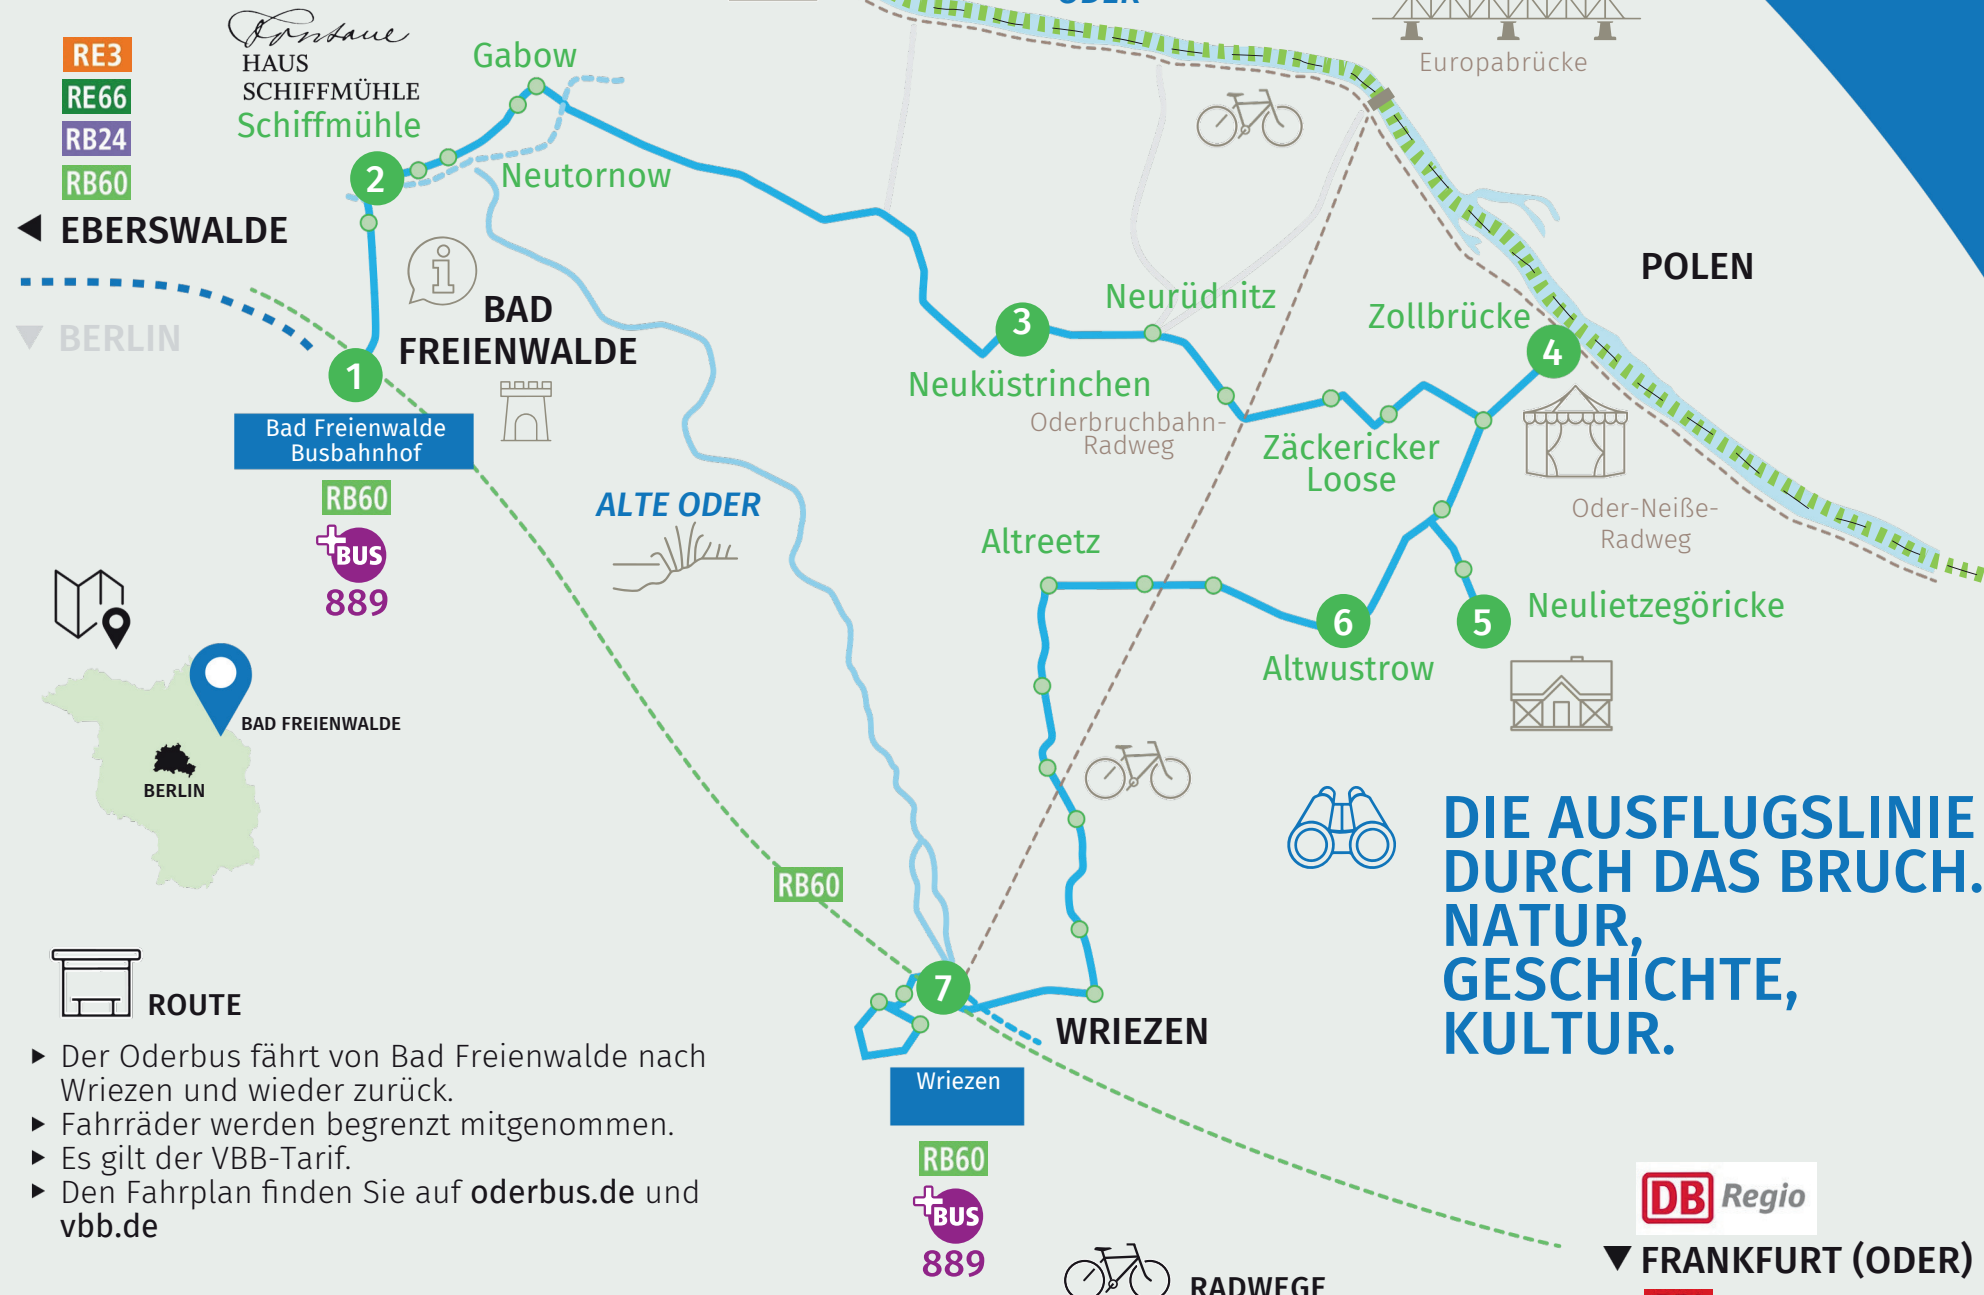 ODER
Europabrücke
RE3
RE66
RB24
RB60
Fontane
HAUS
SCHIFFMÜHLE
Schiffmühle
Gabow
Neutornow
2
EBERSWALDE
BERLIN
i
BAD
FREIENWALDE
1
Bad Freienwalde
Busbahnhof
RB60
+BUS
889
POLEN
3
Neuküstrinchen
Neurüdnitz
Oderbruchbahn-
Radweg
Zollbrücke
4
Zäckericker
Loose
Oder-Neiße-
Radweg
ALTE ODER
Altreetz
6
Altwustrow
5
Neulietzegöricke
BAD FREIENWALDE
BERLIN
RB60
DIE AUSFLUGSLINIE
DURCH DAS BRUCH.
NATUR,
GESCHICHTE,
KULTUR.
7
WRIEZEN
Wriezen
RB60
+BUS
889
ROUTE
Der Oderbus fährt von Bad Freienwalde nach
Wriezen und wieder zurück.
Fahrräder werden begrenzt mitgenommen.
Es gilt der VBB-Tarif.
Den Fahrplan finden Sie auf oderbus.de und
vbb.de
RADWEGE
DB Regio
FRANKFURT (ODER)